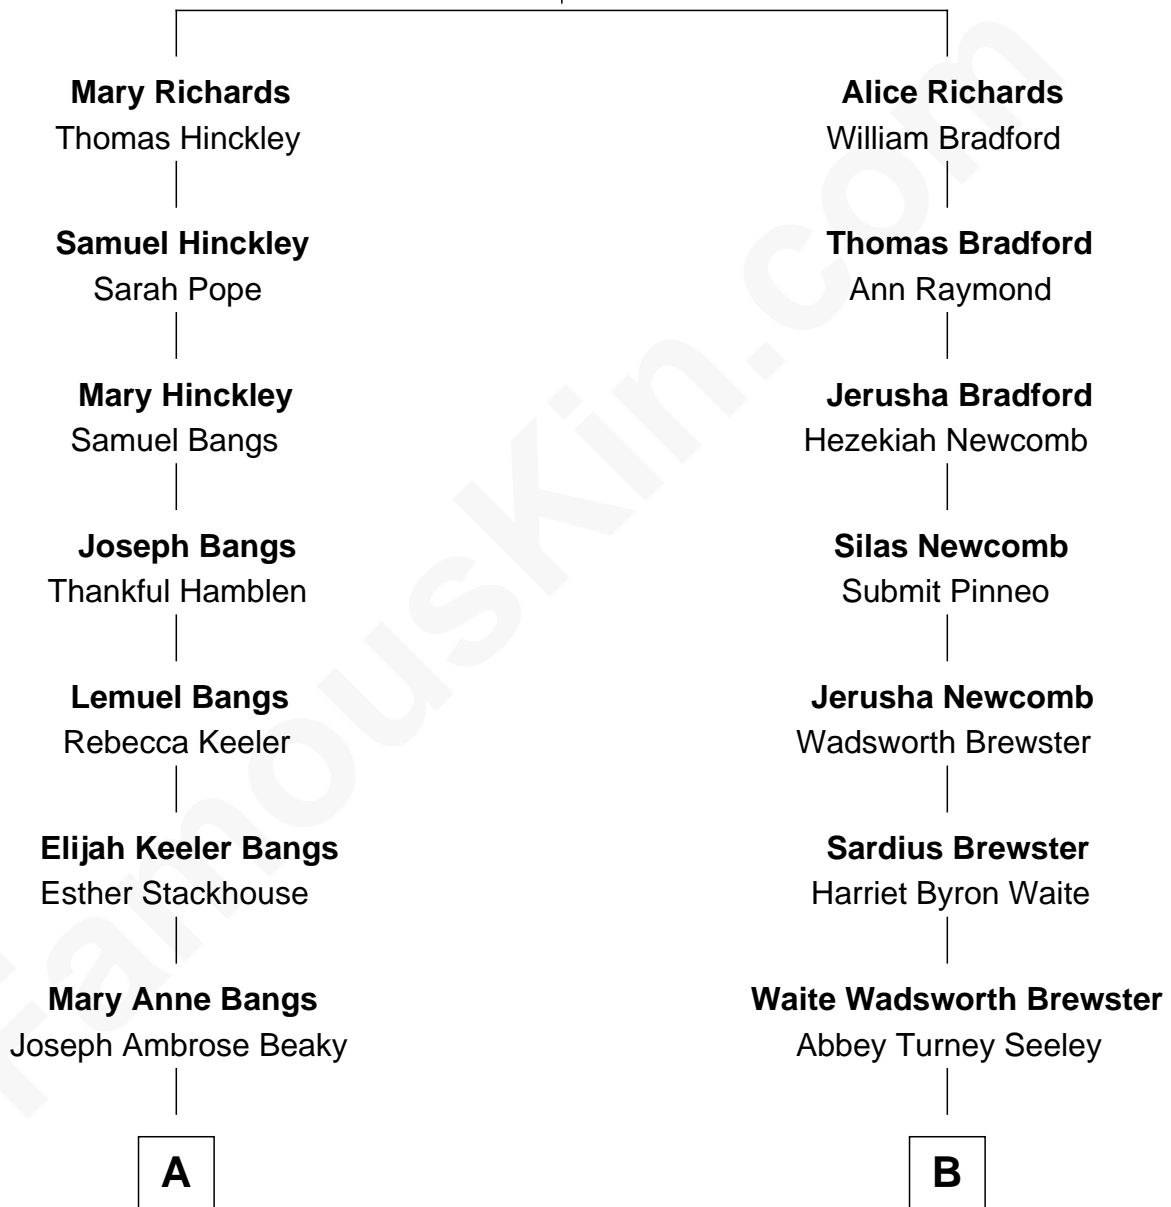 Mary Richards
Thomas Hinckley
Alice Richards
William Bradford
Samuel Hinckley
Sarah Pope
Thomas Bradford
Ann Raymond
Mary Hinckley
Samuel Bangs
Jerusha Bradford
Hezekiah Newcomb
Joseph Bangs
Thankful Hamblen
Silas Newcomb
Submit Pinneo
Lemuel Bangs
Rebecca Keeler
Jerusha Newcomb
Wadsworth Brewster
Elijah Keeler Bangs
Esther Stackhouse
Sardius Brewster
Harriet Byron Waite
Mary Anne Bangs
Joseph Ambrose Beaky
Waite Wadsworth Brewster
Abbey Turney Seeley
A
B
FamousKin.com